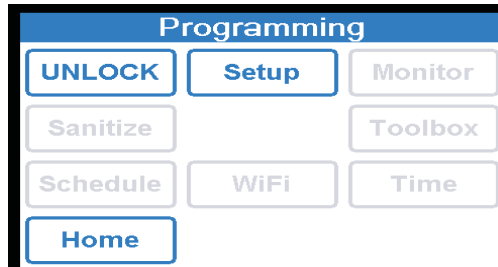 Programming
UNLOCK Setup Monitor
Sanitize Toolbox
Schedule WiFi Time
Home